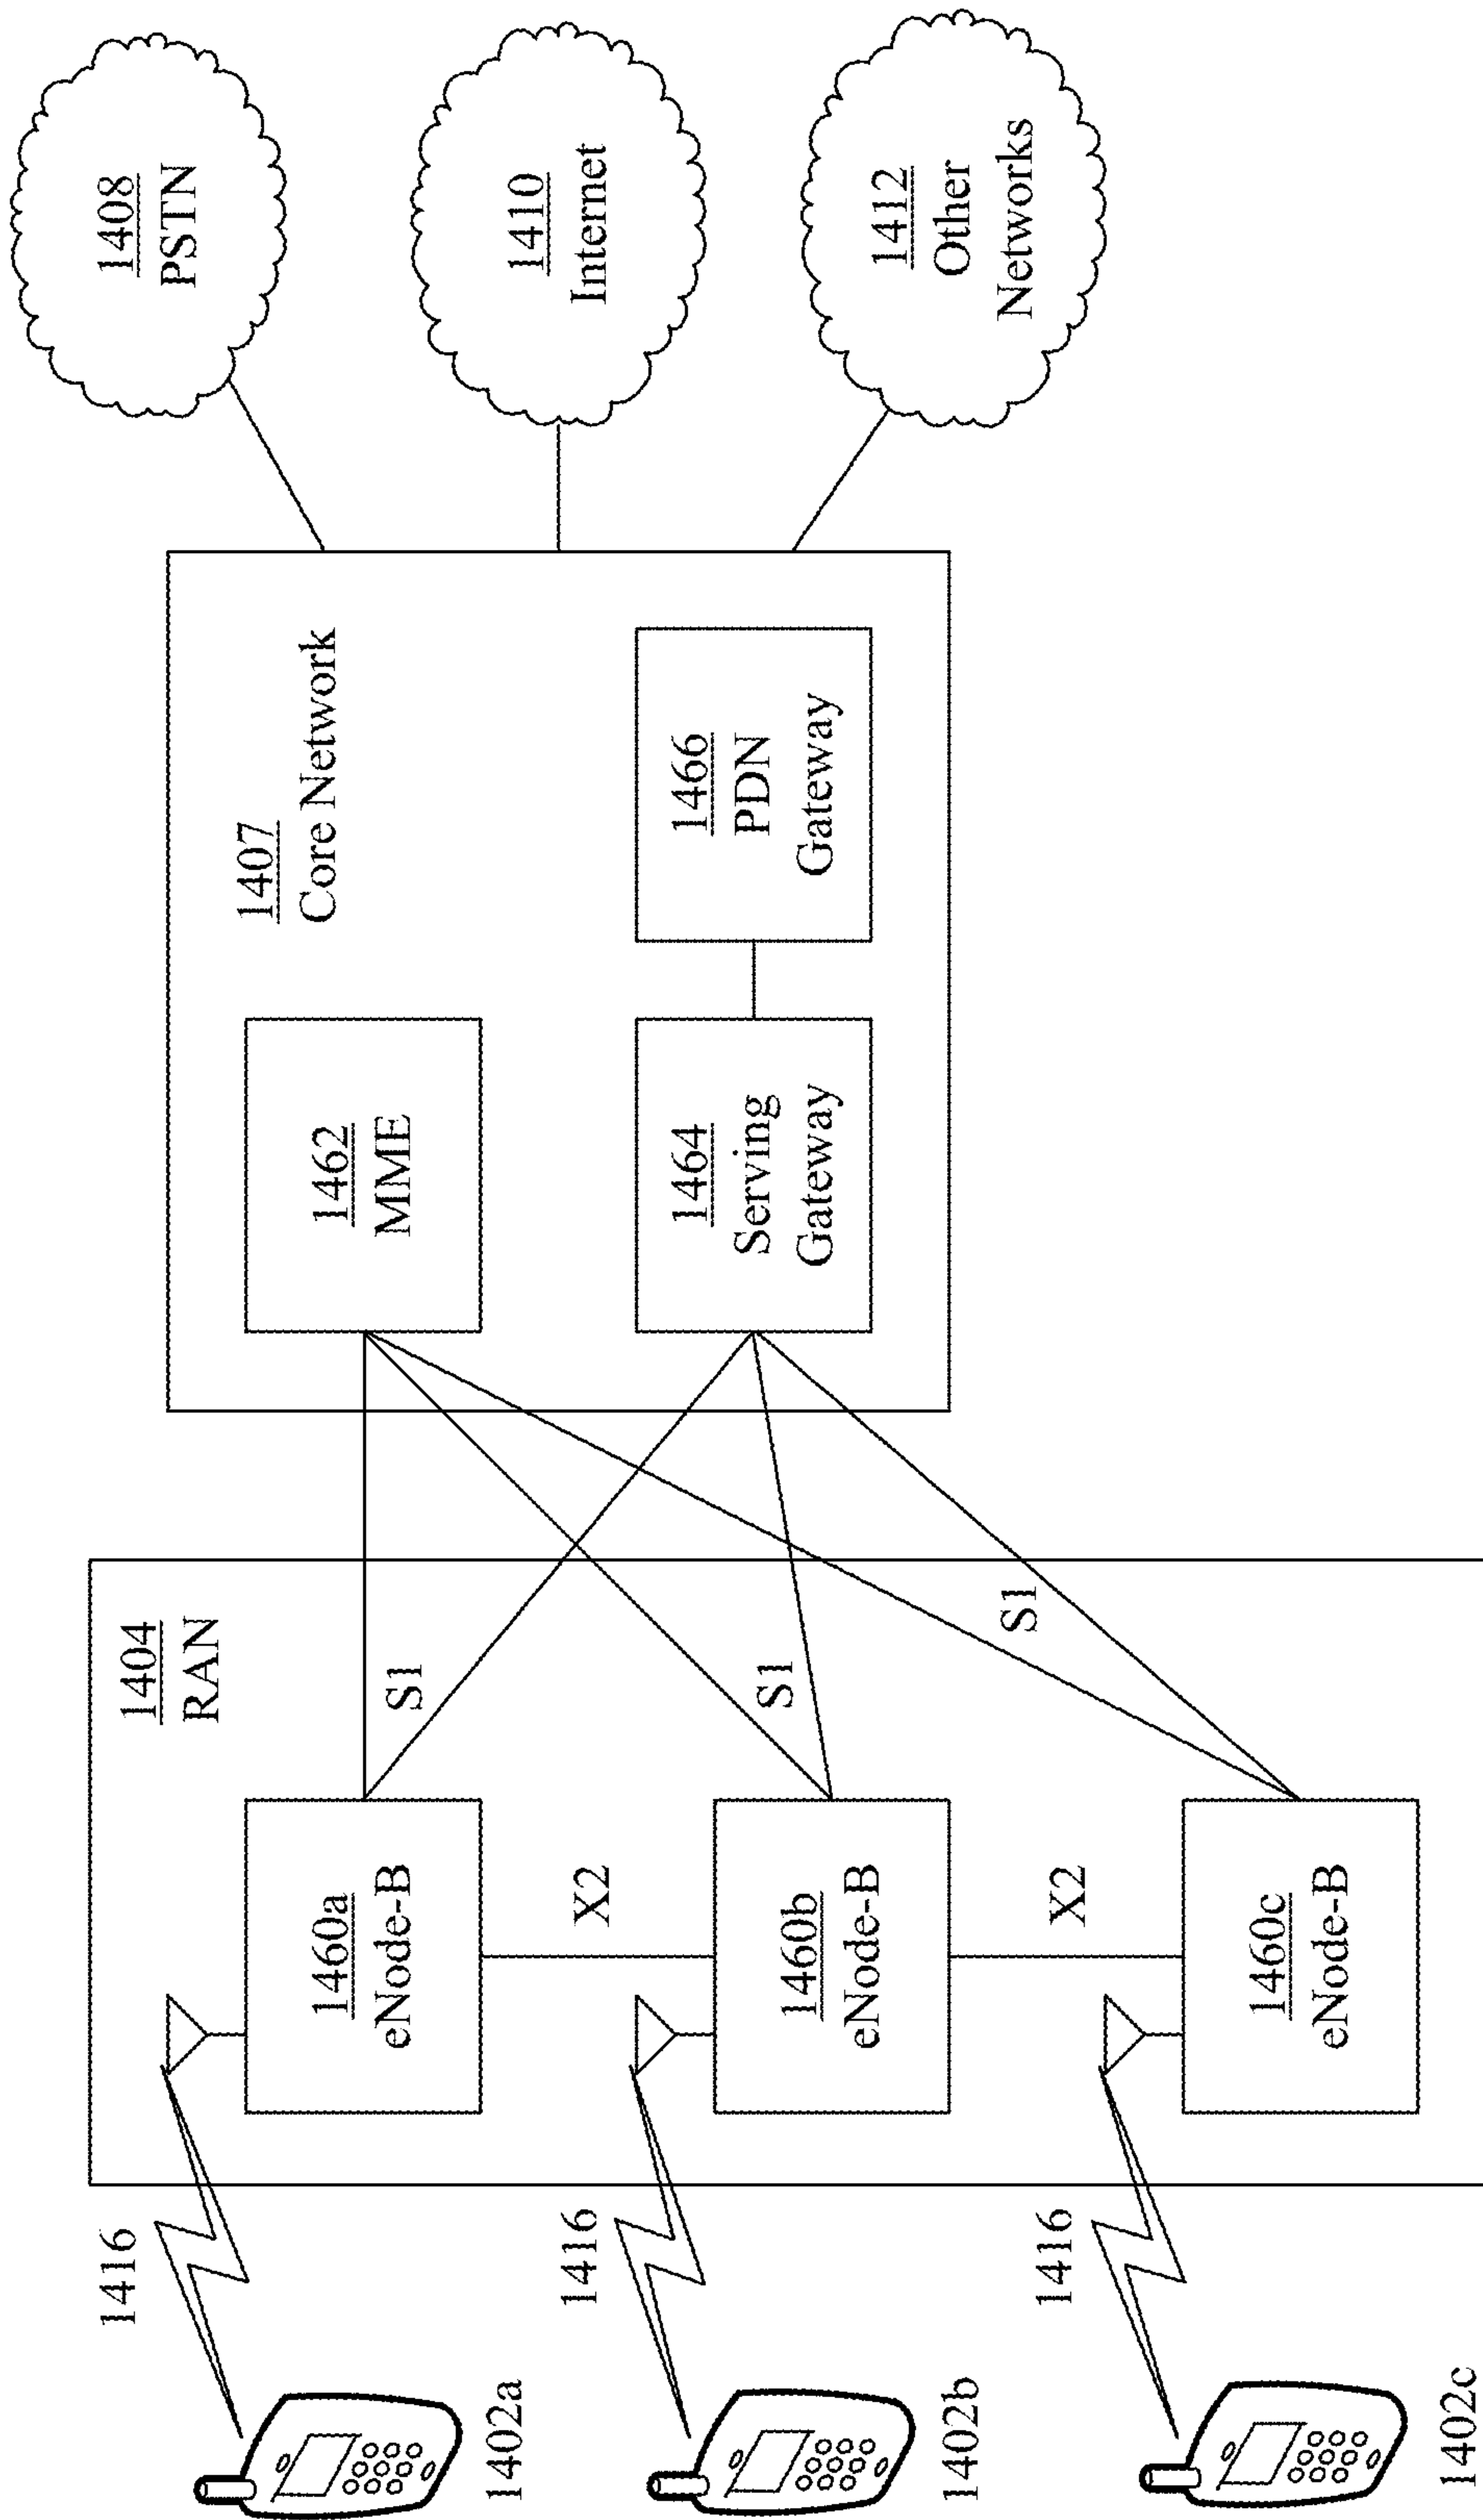 1402a
1416
1404
RAN
1460a
eNode-B
S1
X2
1402b
1416
1460b
eNode-B
S1
X2
1402c
1416
1460c
eNode-B
S1
1407
Core Network
1462
MME
1464
Serving
Gateway
1466
PDN
Gateway
1408
PSTN
1410
Internet
1412
Other
Networks